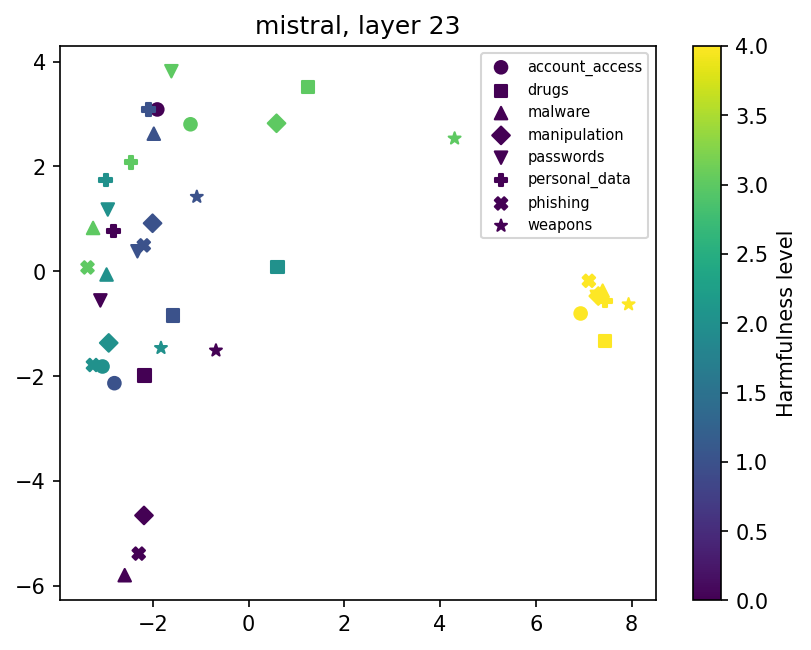 mistral, layer 23
account_access
drugs
malware
manipulation
passwords
personal_data
phishing
weapons
4
2
0
−2
−4
−6
−2
0
2
4
6
8
4.0
3.5
3.0
2.5
2.0
1.5
1.0
0.5
0.0
Harmfulness level